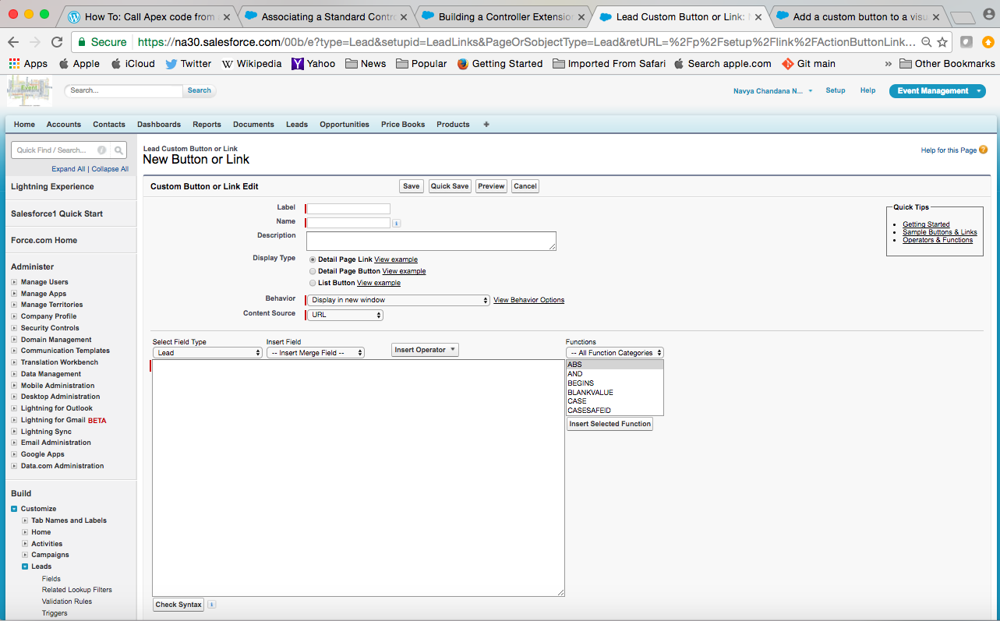 How To: Call Apex code from
Associating a Standard Contro
Building a Controller Extension
Lead Custom Button or Link:
Add a custom button to a visu
Secure
https://na30.salesforce.com/00b/e?type=Lead&setupid=LeadLinks&PageOrSobjectType=Lead&retURL=%2Fp%2Fsetup%2Flink%2FActionButtonLink...
Apps Apple iCloud Twitter Wikipedia Yahoo News Popular Getting Started Imported From Safari Search apple.com Git main » Other Bookmarks
Search... Search
Navya Chandana N... Setup Help Event Management
Home Accounts Contacts Dashboards Reports Documents Leads Opportunities Price Books Products +
Quick Find / Search...
Expand All | Collapse All
Lightning Experience
Salesforce1 Quick Start
Force.com Home
Administer
Manage Users
Manage Apps
Manage Territories
Company Profile
Security Controls
Domain Management
Communication Templates
Translation Workbench
Data Management
Mobile Administration
Desktop Administration
Lightning for Outlook
Lightning for Gmail BETA
Lightning Sync
Email Administration
Google Apps
Data.com Administration
Build
Customize
Tab Names and Labels
Home
Activities
Campaigns
Leads
Fields
Related Lookup Filters
Validation Rules
Triggers
Lead Custom Button or Link
New Button or Link
Help for this Page
Custom Button or Link Edit
Save Quick Save Preview Cancel
Label
Name
Description
Display Type
Detail Page Link View example
Detail Page Button View example
List Button View example
Behavior Display in new window View Behavior Options
Content Source URL
Quick Tips
Getting Started
Sample Buttons & Links
Operators & Functions
Select Field Type
Lead
Insert Field
-- Insert Merge Field --
Insert Operator
Functions
-- All Function Categories
ABS
AND
BEGINS
BLANKVALUE
CASE
CASESAFEID
Insert Selected Function
Check Syntax